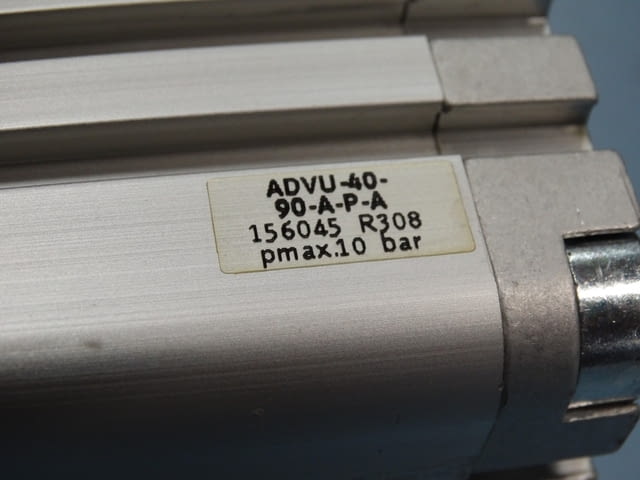 ADVU-40-
90-A-P-A
156045 R308
pmax.10 bar